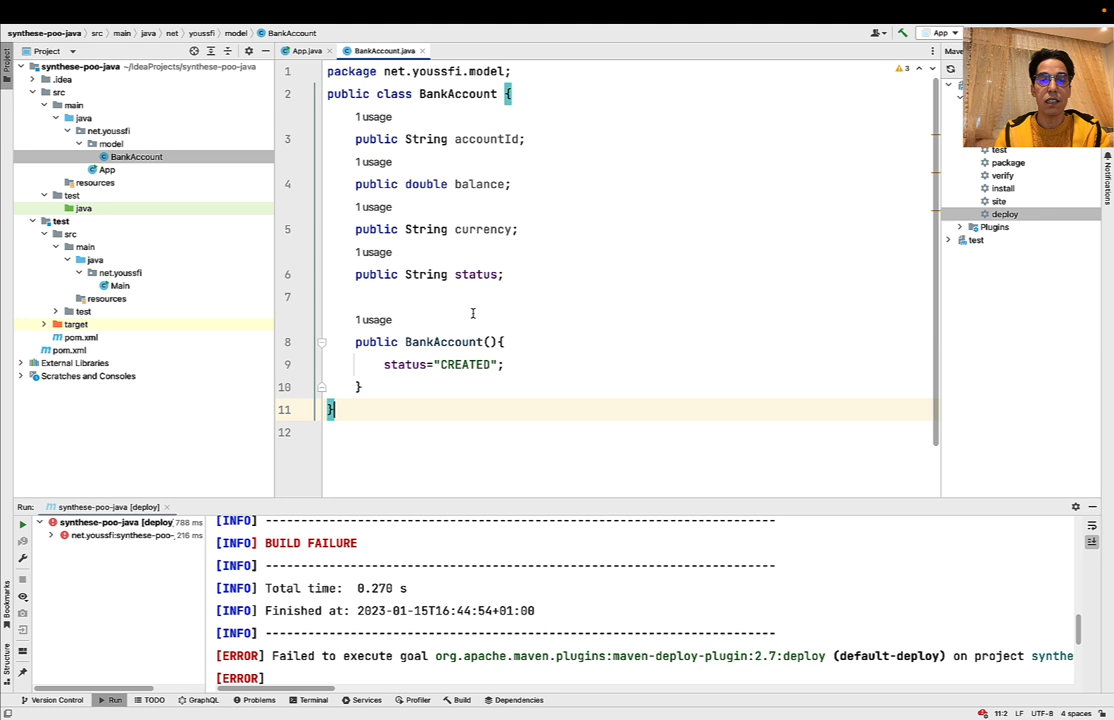 synthese-poo-java › src › main › java › net › youssfi › model › BankAccount
App
Project
App.java × BankAccount.java ×
Project
synthese-poo-java ~/IdeaProjects/synthese-poo-java
.idea
src
main
java
net.youssfi
model
BankAccount
App
resources
test
java
test
src
main
java
net.youssfi
Main
resources
test
target
pom.xml
pom.xml
External Libraries
Scratches and Consoles
1 package net.youssfi.model;
2 public class BankAccount {
1 usage
3 public String accountId;
1 usage
4 public double balance;
1 usage
5 public String currency;
1 usage
6 public String status;
7
1 usage
8 public BankAccount(){
9 status="CREATED";
10 }
11 }
12
3
Mave
test
package
verify
install
site
deploy
Plugins
test
Notifications
Run: synthese-poo-java [deploy] ×
synthese-poo-java [deploy] 788 ms
net.youssfi:synthese-poo- 216 ms
[INFO] ------------------------------------------------------------------------
[INFO] BUILD FAILURE
[INFO] ------------------------------------------------------------------------
[INFO] Total time:  0.270 s
[INFO] Finished at: 2023-01-15T16:44:54+01:00
[INFO] ------------------------------------------------------------------------
[ERROR] Failed to execute goal org.apache.maven.plugins:maven-deploy-plugin:2.7:deploy (default-deploy) on project synthe
[ERROR]
Bookmarks
Structure
Version Control Run TODO GraphQL Problems Terminal Services Profiler Build Dependencies
11:2 LF UTF-8 4 spaces